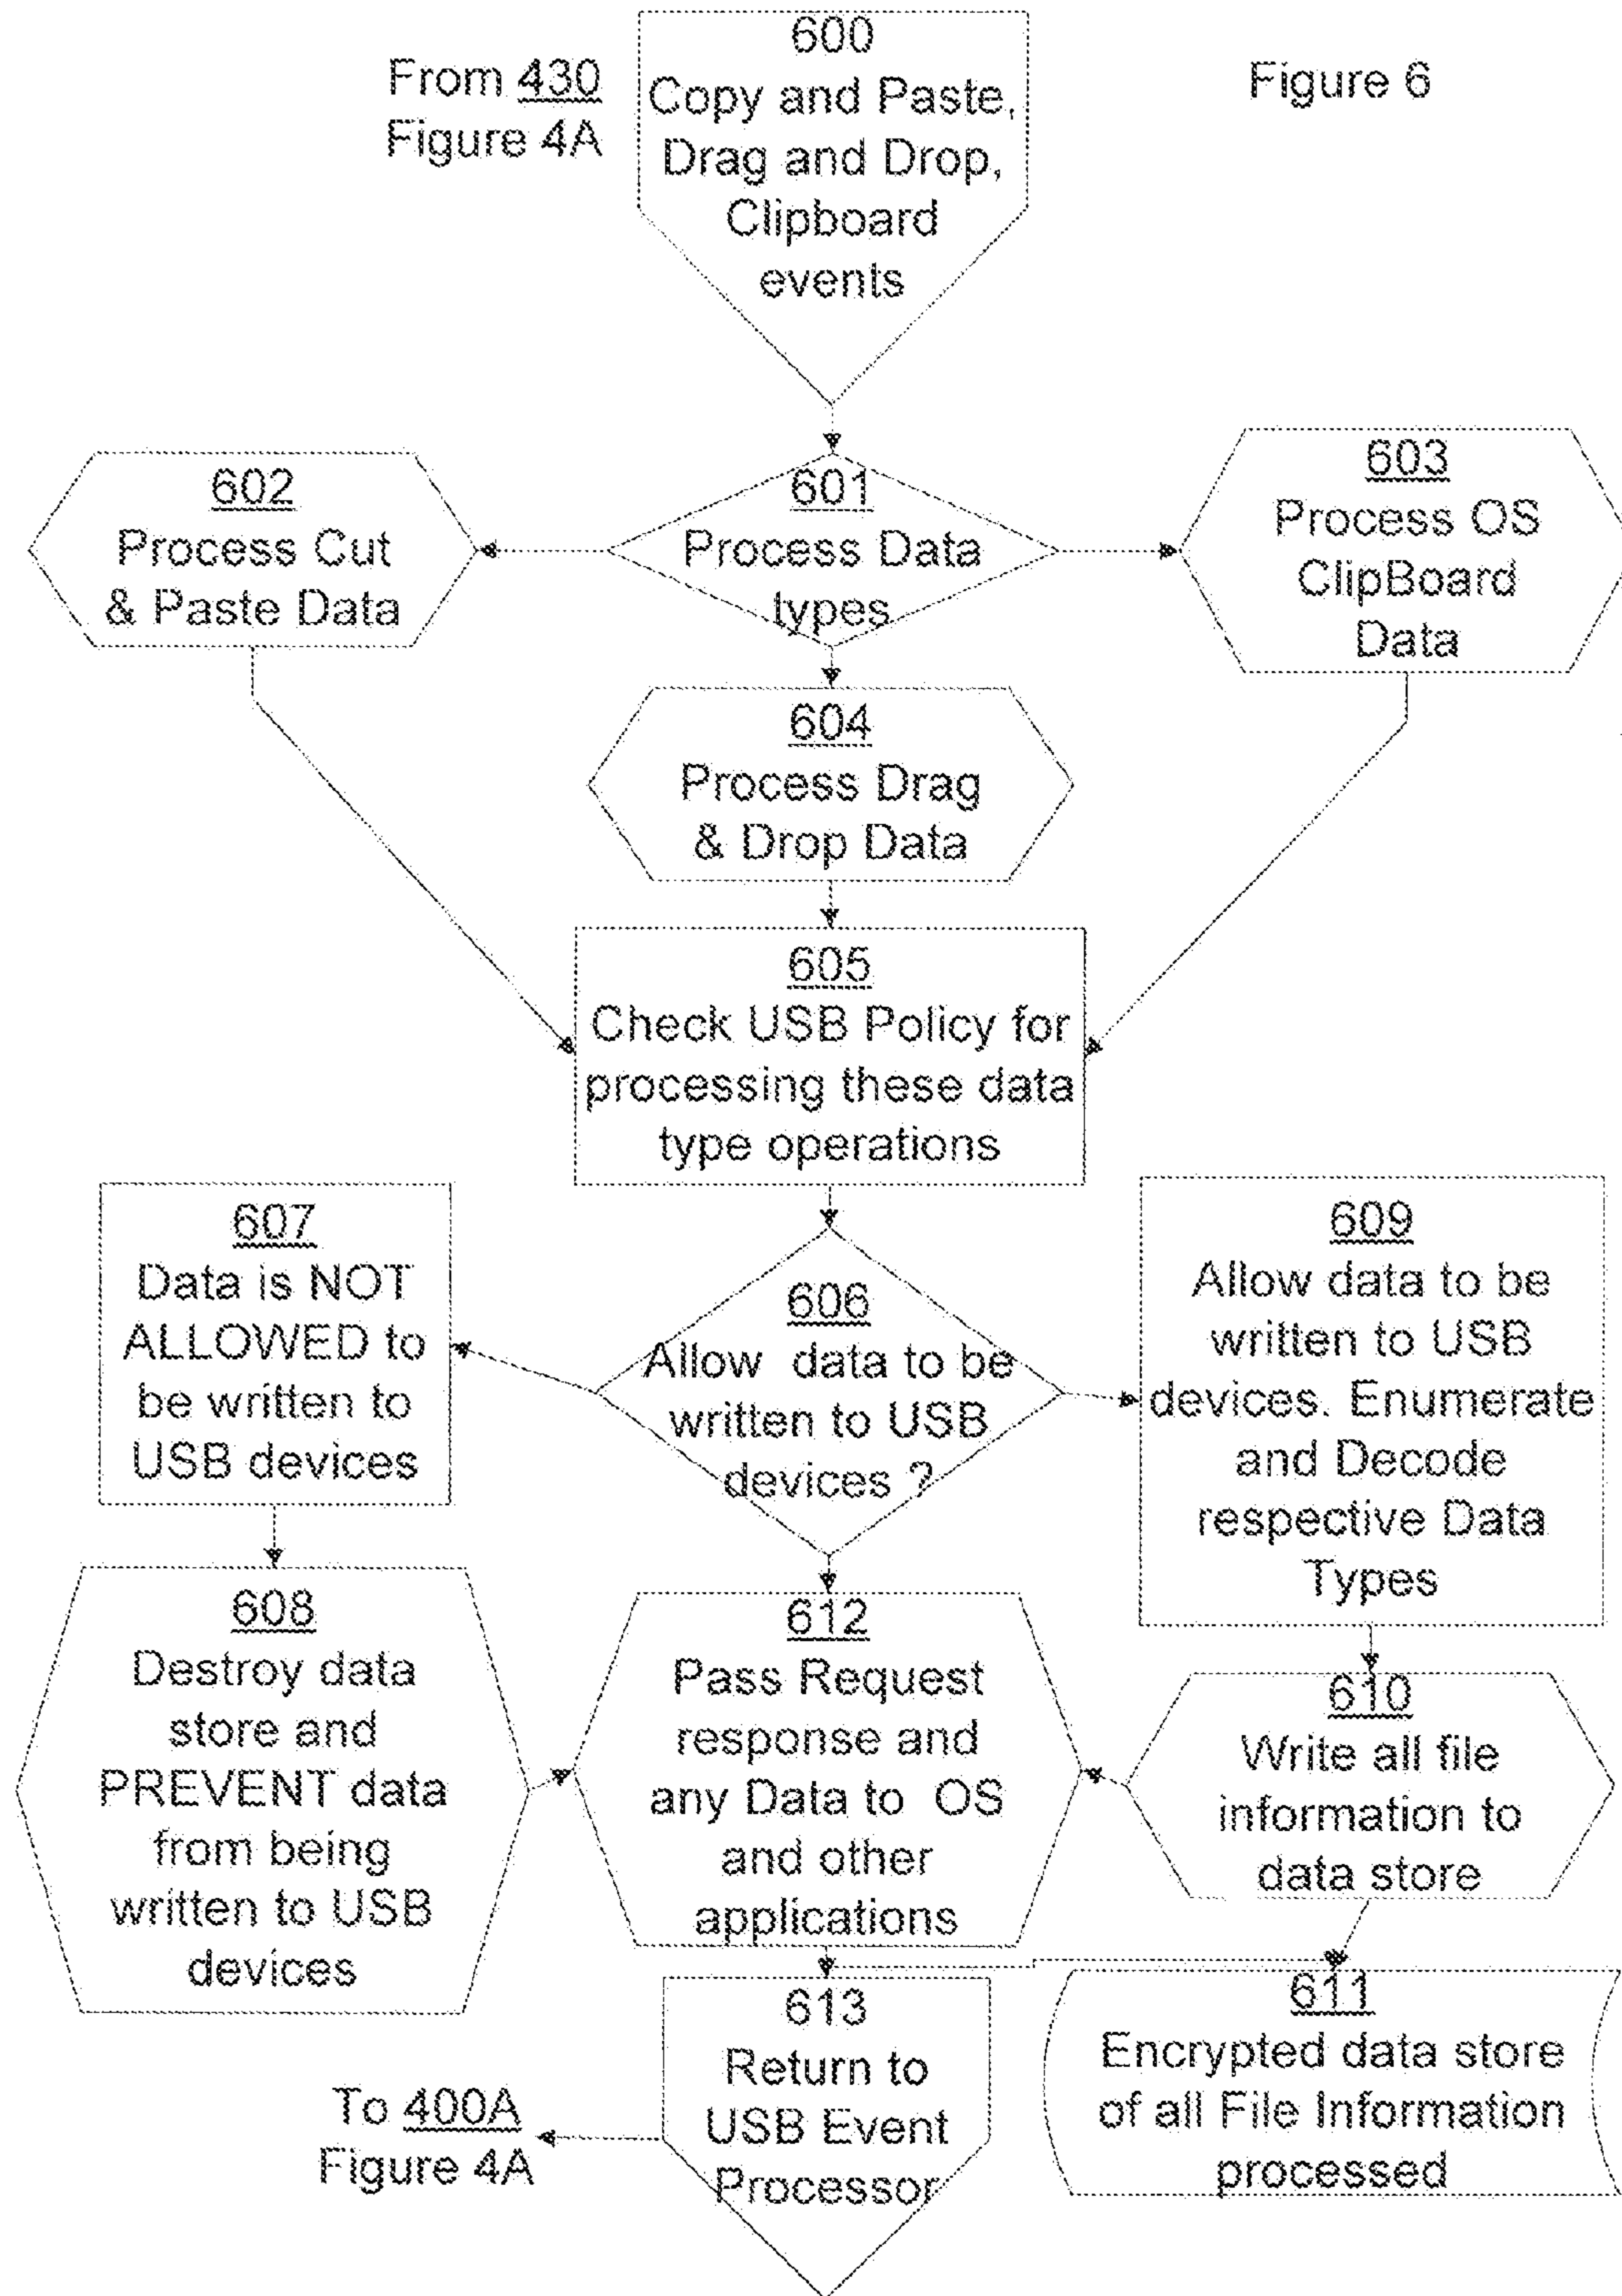 From 430
Figure 4A
600
Copy and Paste,
Drag and Drop,
Clipboard
events
Figure 6
602
Process Cut
& Paste Data
601
Process Data
types
603
Process OS
ClipBoard
Data
604
Process Drag
& Drop Data
605
Check USB Policy for
processing these data
type operations
607
Data is NOT
ALLOWED to
be written to
USB devices
606
Allow data to be
written to USB
devices ?
609
Allow data to be
written to USB
devices. Enumerate
and Decode
respective Data
Types
608
Destroy data
store and
PREVENT data
from being
written to USB
devices
612
Pass Request
response and
any Data to OS
and other
applications
610
Write all file
information to
data store
613
Return to
USB Event
Processor
611
Encrypted data store
of all File Information
processed
To 400A
Figure 4A